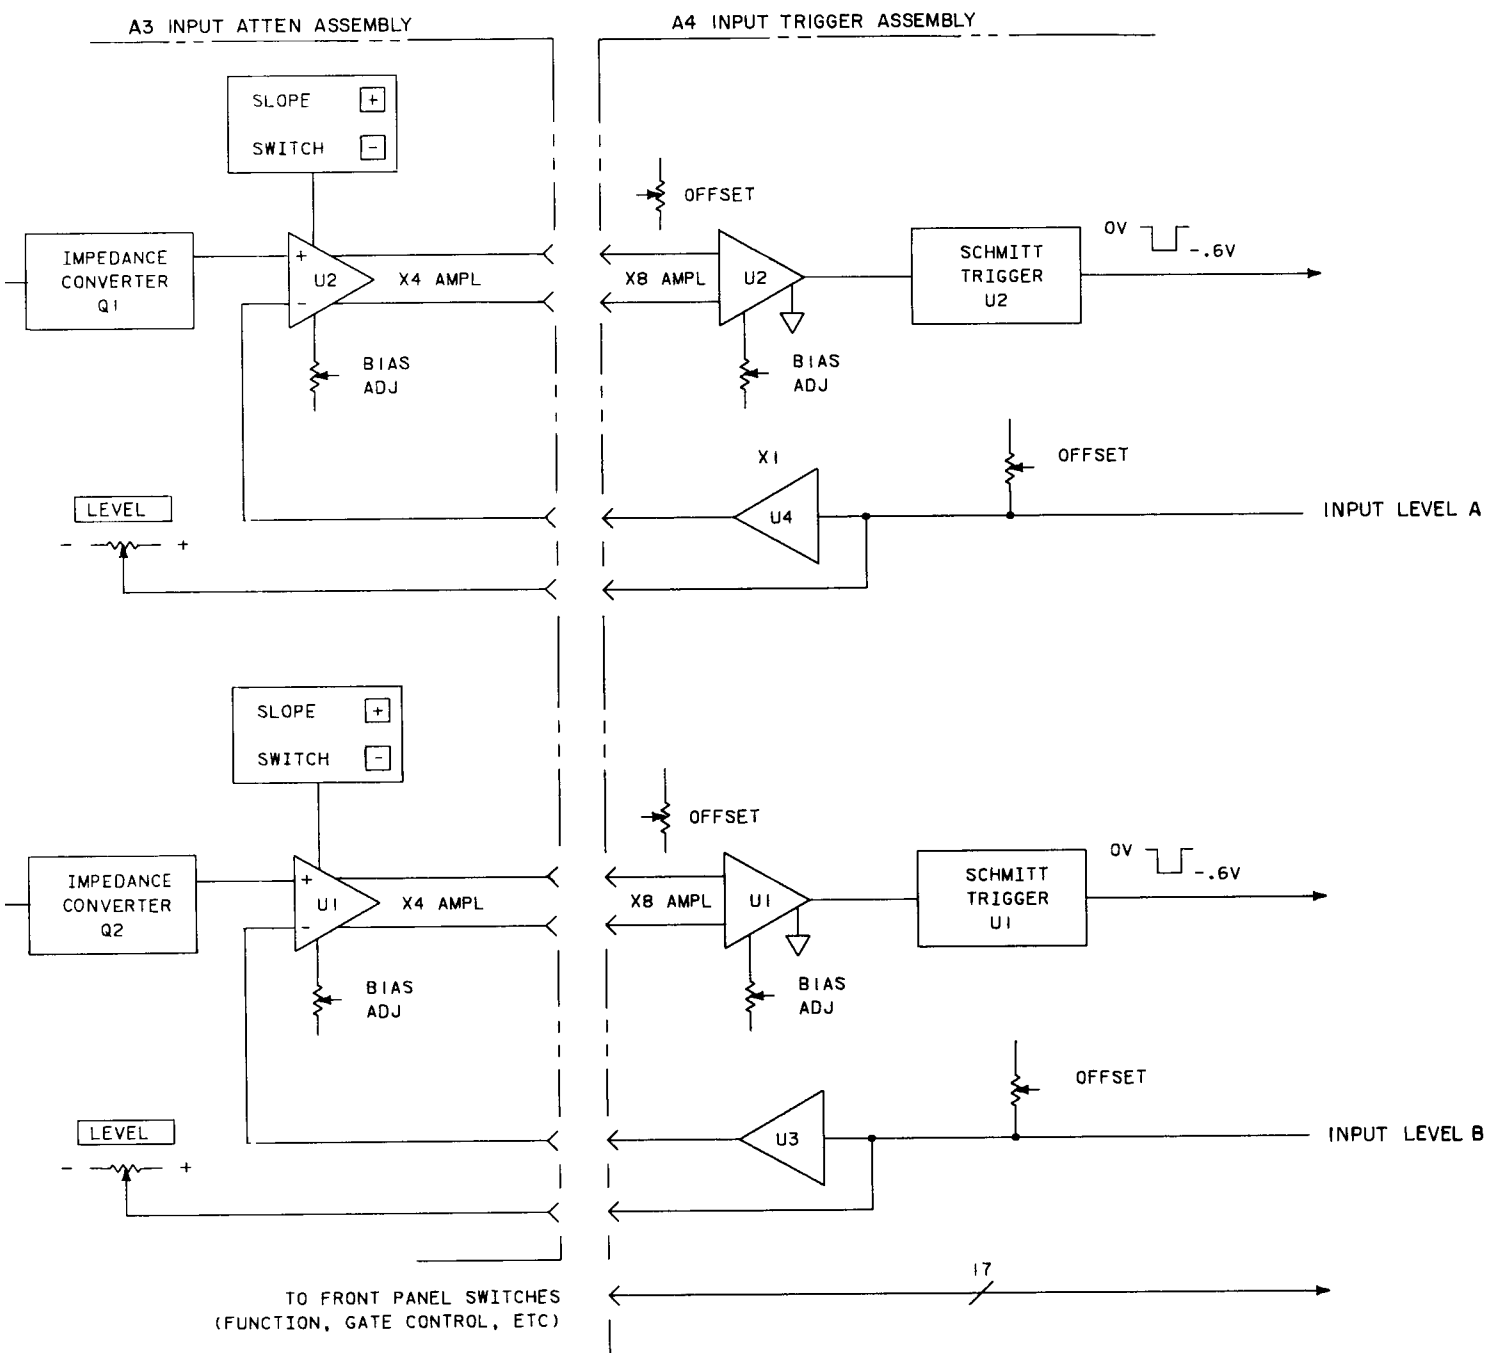 A3 INPUT ATTEN ASSEMBLY
A4 INPUT TRIGGER ASSEMBLY
SLOPE +
SWITCH -
OFFSET
IMPEDANCE
CONVERTER
Q1
+
-
U2
X4 AMPL
X8 AMPL
U2
SCHMITT
TRIGGER
U2
0V
-.6V
BIAS
ADJ
BIAS
ADJ
X1
OFFSET
LEVEL
- +
U4
INPUT LEVEL A
SLOPE +
SWITCH -
OFFSET
IMPEDANCE
CONVERTER
Q2
+
-
U1
X4 AMPL
X8 AMPL
U1
SCHMITT
TRIGGER
U1
0V
-.6V
BIAS
ADJ
BIAS
ADJ
OFFSET
LEVEL
- +
U3
INPUT LEVEL B
17
TO FRONT PANEL SWITCHES
(FUNCTION, GATE CONTROL, ETC)